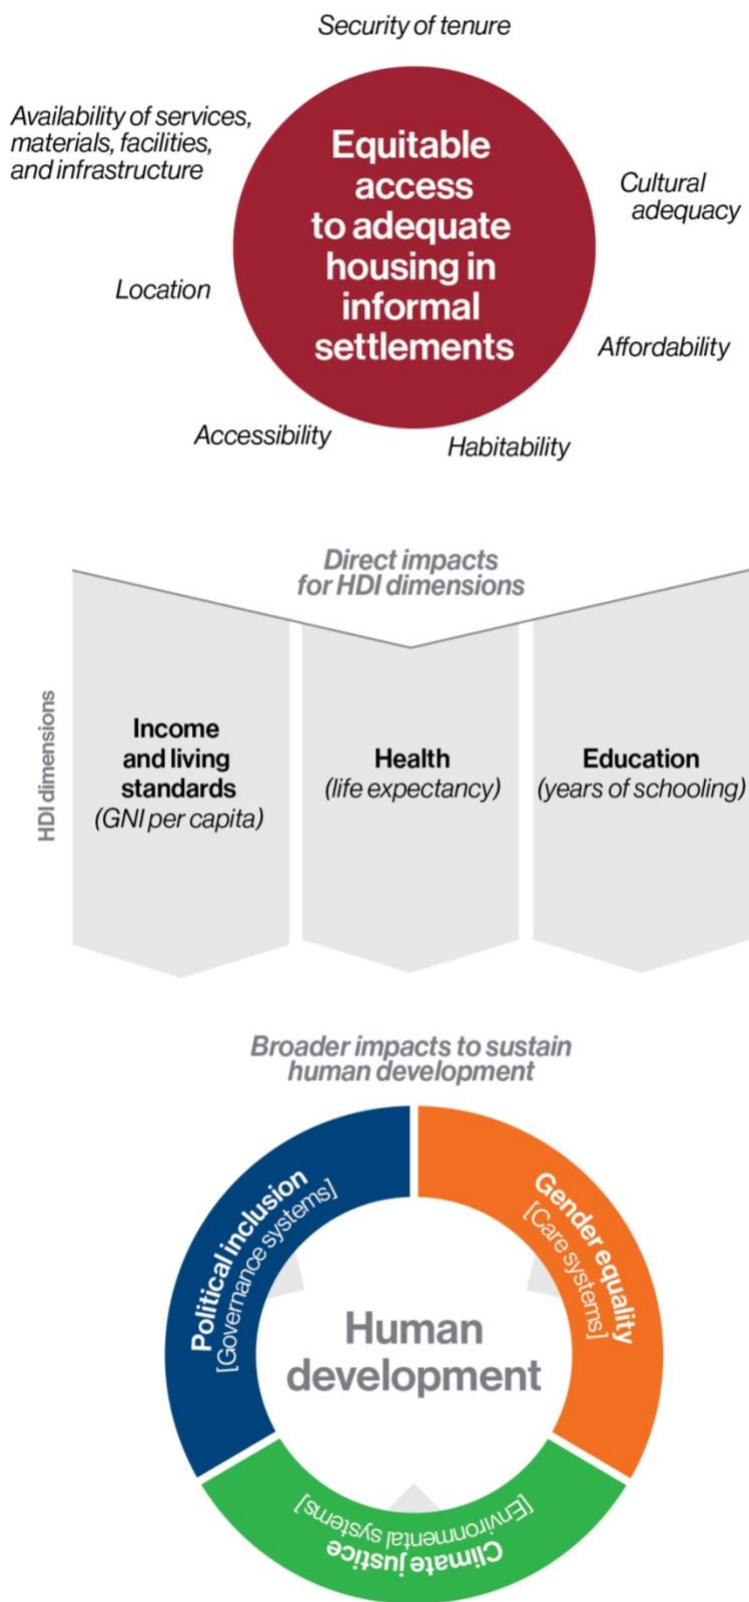 Security of tenure
Availability of services,
materials, facilities,
and infrastructure
Equitable
access
to adequate
housing in
informal
settlements
Cultural
adequacy
Location
Affordability
Accessibility
Habitability
Direct impacts
for HDI dimensions
HDI dimensions
Income
and living
standards
(GNI per capita)
Health
(life expectancy)
Education
(years of schooling)
Broader impacts to sustain
human development
Political inclusion
[Governance systems]
Gender equality
[Care systems]
Human
development
Climate justice
[Environmental systems]